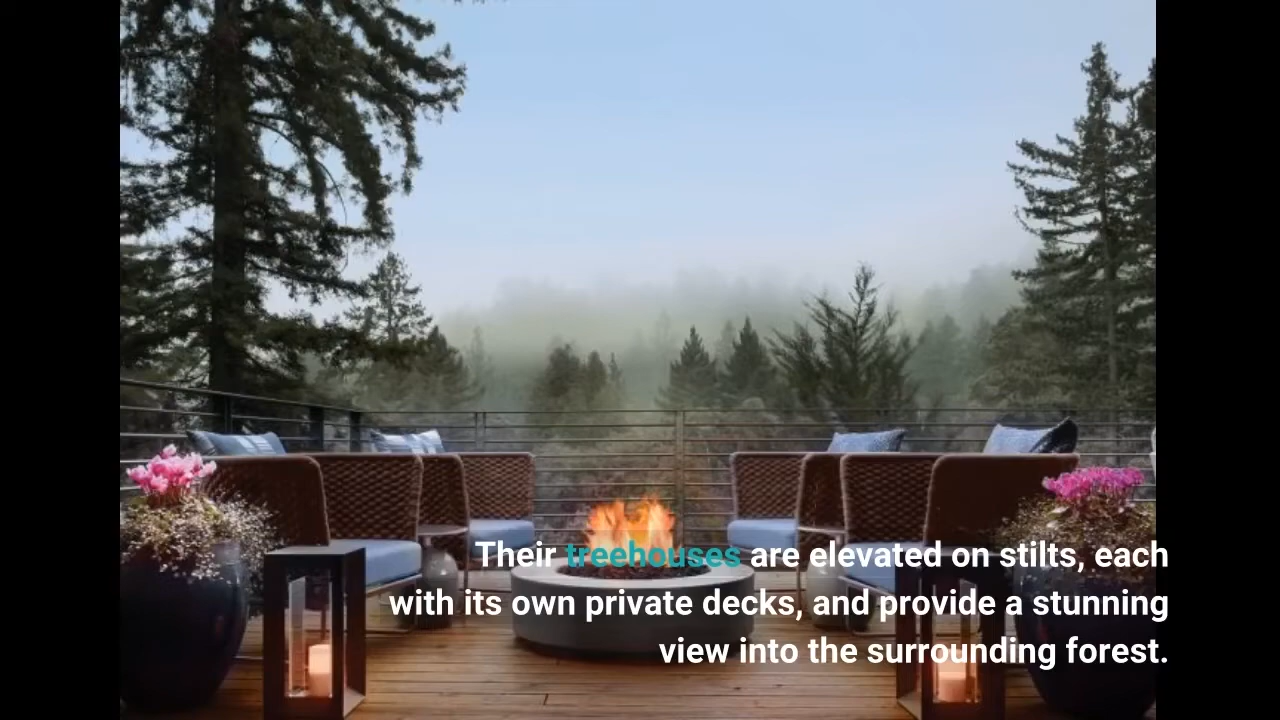 Their treehouses are elevated on stilts, each
with its own private decks, and provide a stunning
view into the surrounding forest.